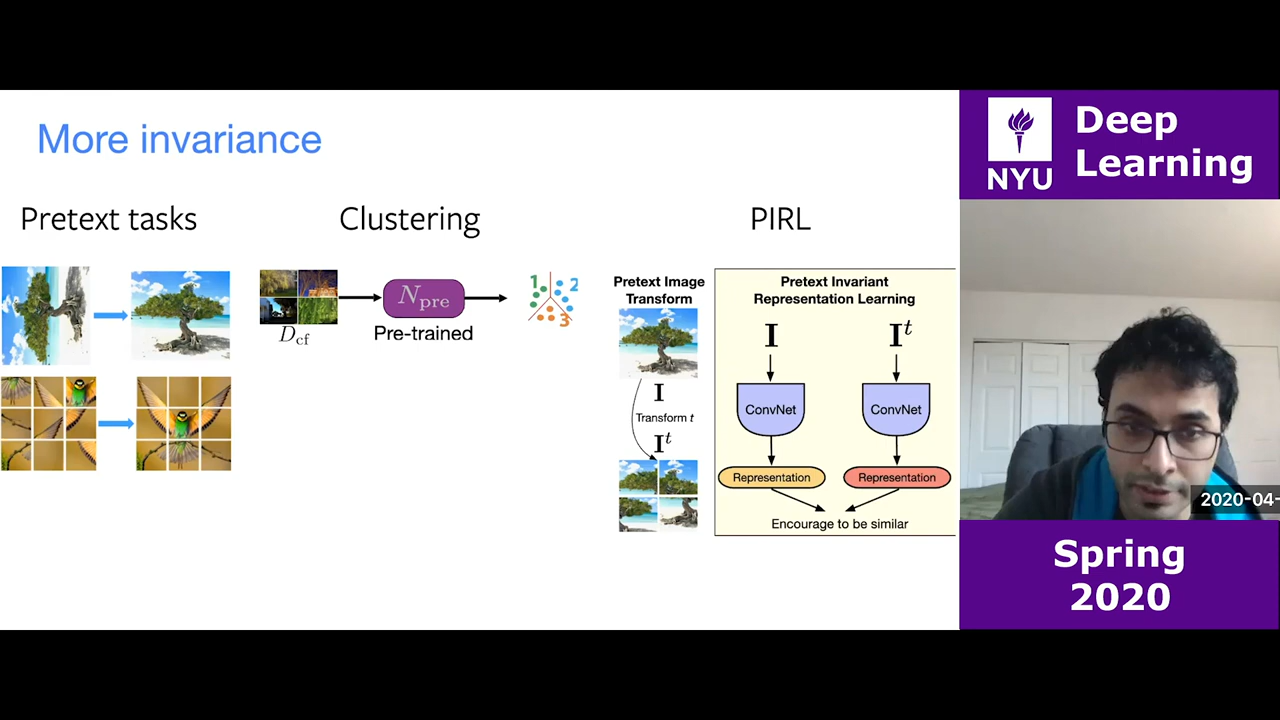 More invariance
Pretext tasks
Clustering
PIRL
D_cf
N_pre
Pre-trained
1
2
3
Pretext Image
Transform
I
Transform t
I^t
Pretext Invariant
Representation Learning
I
I^t
ConvNet
ConvNet
Representation
Representation
Encourage to be similar
NYU
Deep
Learning
2020-04-
Spring
2020